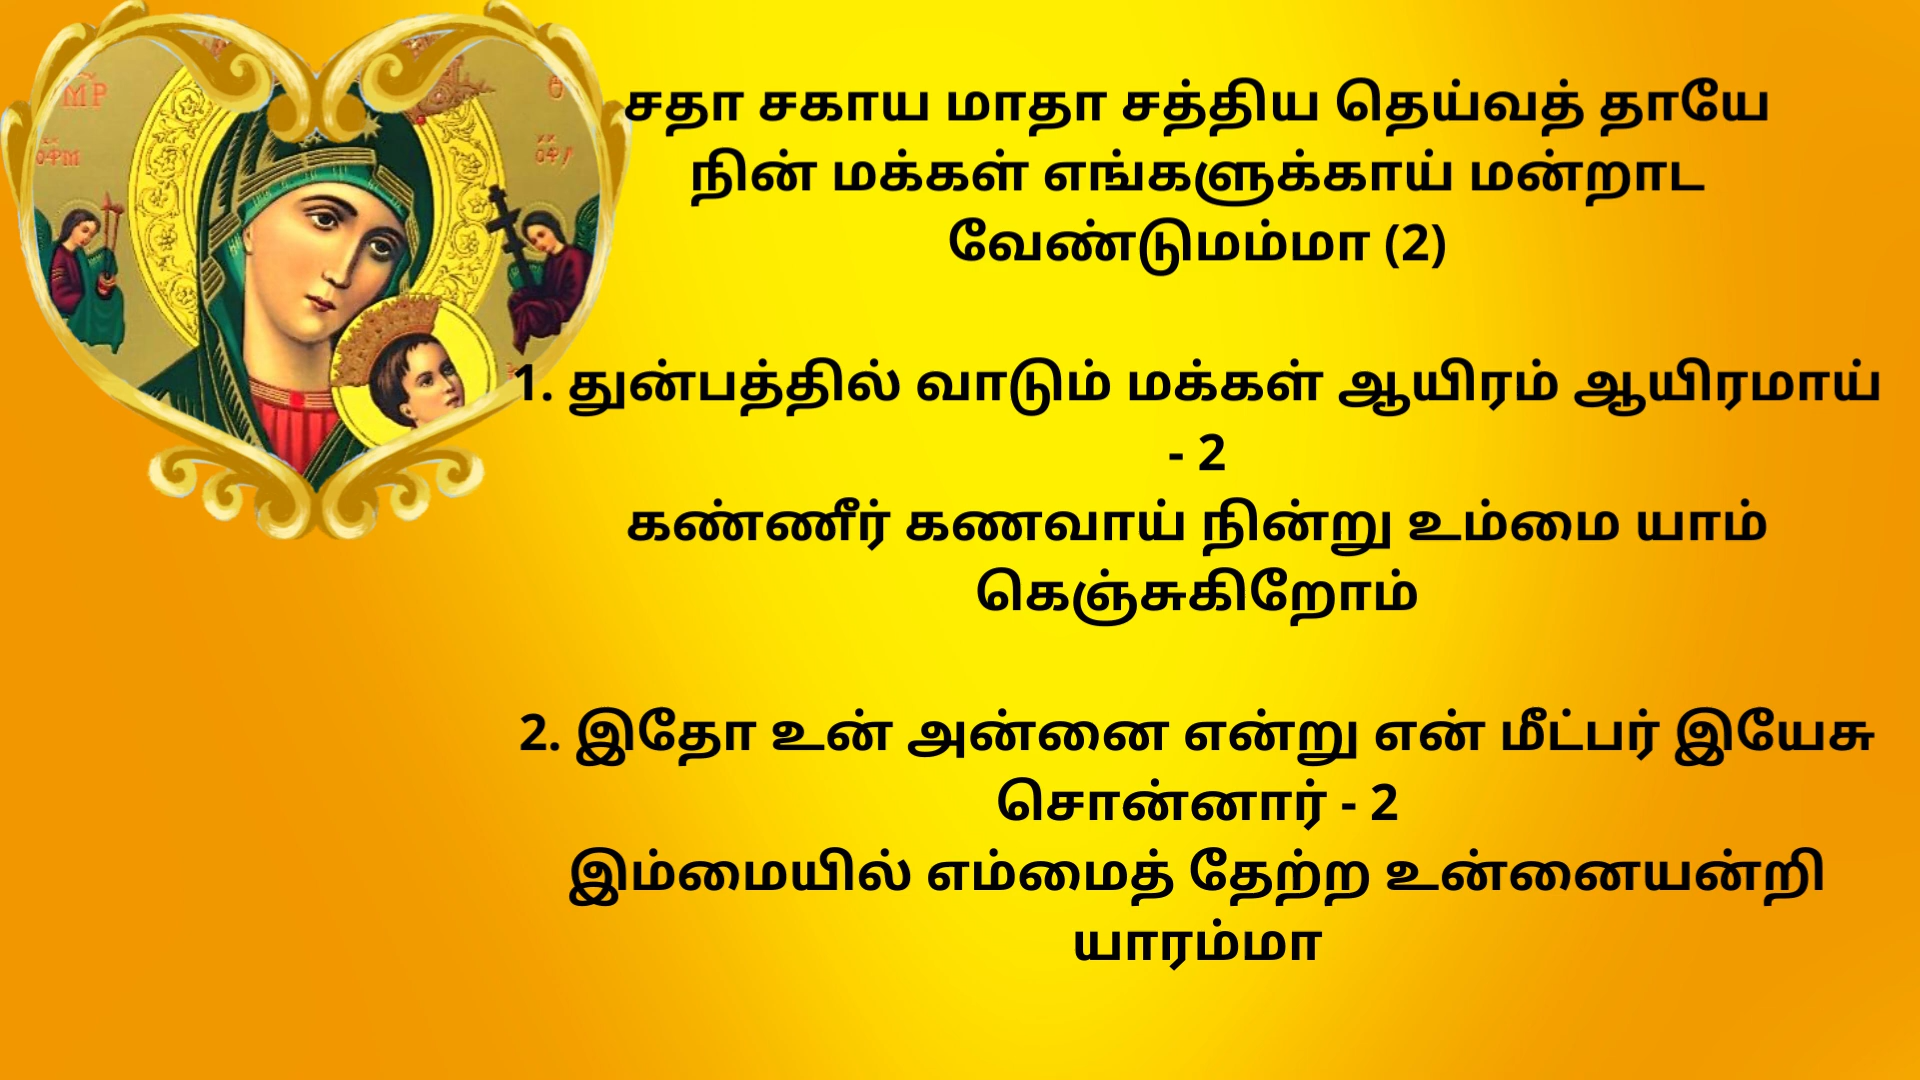 சதா சகாய மாதா சத்திய தெய்வத் தாயே
நின் மக்கள் எங்களுக்காய் மன்றாட
வேண்டுமம்மா (2)
1. துன்பத்தில் வாடும் மக்கள் ஆயிரம் ஆயிரமாய்
- 2
கண்ணீர் கணவாய் நின்று உம்மை யாம்
கெஞ்சுகிறோம்
2. இதோ உன் அன்னை என்று என் மீட்பர் இயேசு
சொன்னார் - 2
இம்மையில் எம்மைத் தேற்ற உன்னையன்றி
யாரம்மா